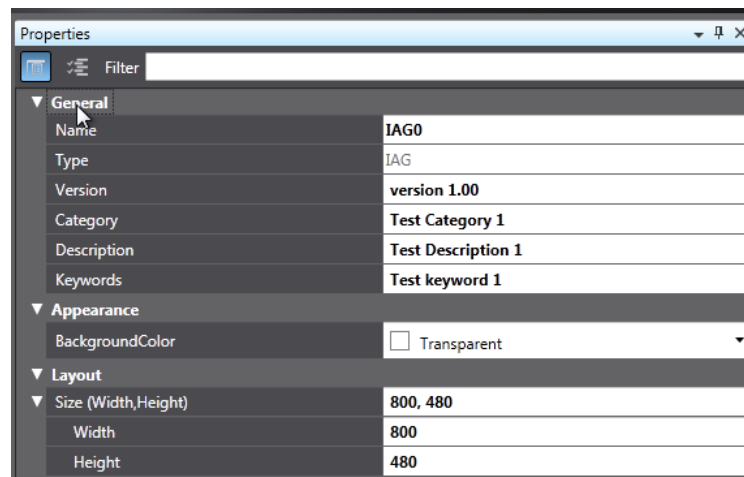 Properties
Filter
General
Name IAG0
Type IAG
Version version 1.00
Category Test Category 1
Description Test Description 1
Keywords Test keyword 1
Appearance
BackgroundColor Transparent
Layout
Size (Width,Height) 800, 480
Width 800
Height 480